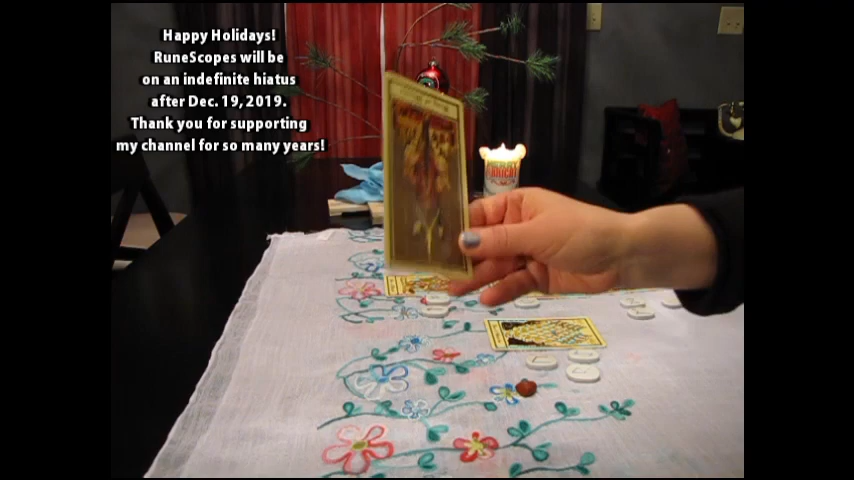 Happy Holidays!
RuneScopes will be
on an indefinite hiatus
after Dec. 19, 2019.
Thank you for supporting
my channel for so many years!